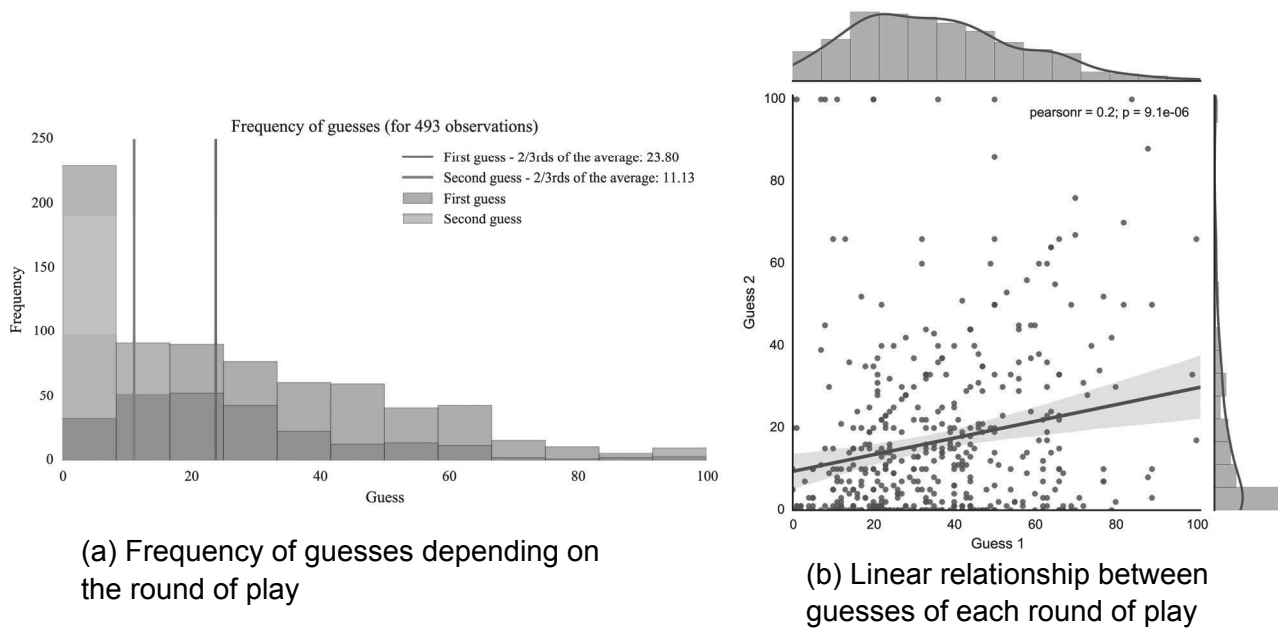 Frequency of guesses (for 493 observations)
First guess - 2/3rds of the average: 23.80
Second guess - 2/3rds of the average: 11.13
First guess
Second guess
250
200
150
100
50
0
Frequency
0 20 40 60 80 100
Guess
(a) Frequency of guesses depending on
the round of play
pearsonr = 0.2; p = 9.1e-06
100
80
60
40
20
0
Guess 2
0 20 40 60 80 100
Guess 1
(b) Linear relationship between
guesses of each round of play